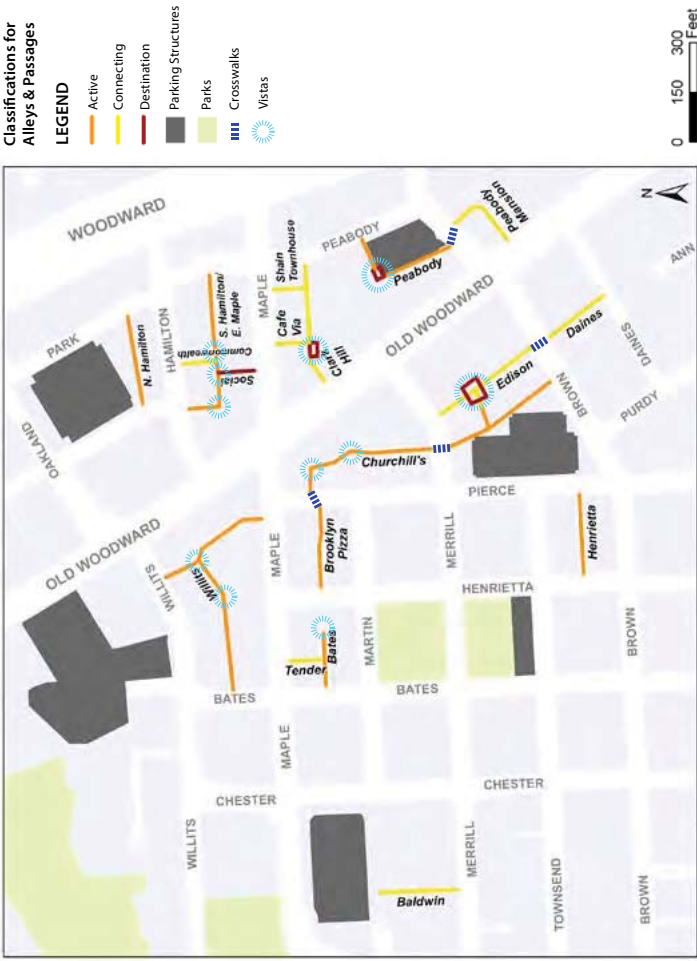 Classifications for
Alleys & Passages
LEGEND
Active
Connecting
Destination
Parking Structures
Parks
Crosswalks
Vistas
0 150 300
Feet
N
WOODWARD
PARK
OAKLAND
N. Hamilton
HAMILTON
Commonwealth
S. Hamilton/
E. Maple
Social
MAPLE
Shain
Townhouse
Cafe
Via
Clark
Hill
PEABODY
Peabody
Peabody
Mansion
OLD WOODWARD
Edison
Daines
DAINES
ANN
BROWN
PURDY
OLD WOODWARD
WILLITS
Willits
MAPLE
Brooklyn
Pizza
Churchill's
PIERCE
MERRILL
Henrietta
HENRIETTA
Bates
Tender
MARTIN
BATES
BATES
BROWN
MAPLE
CHESTER
CHESTER
WILLITS
MERRILL
Baldwin
TOWNSEND
BROWN